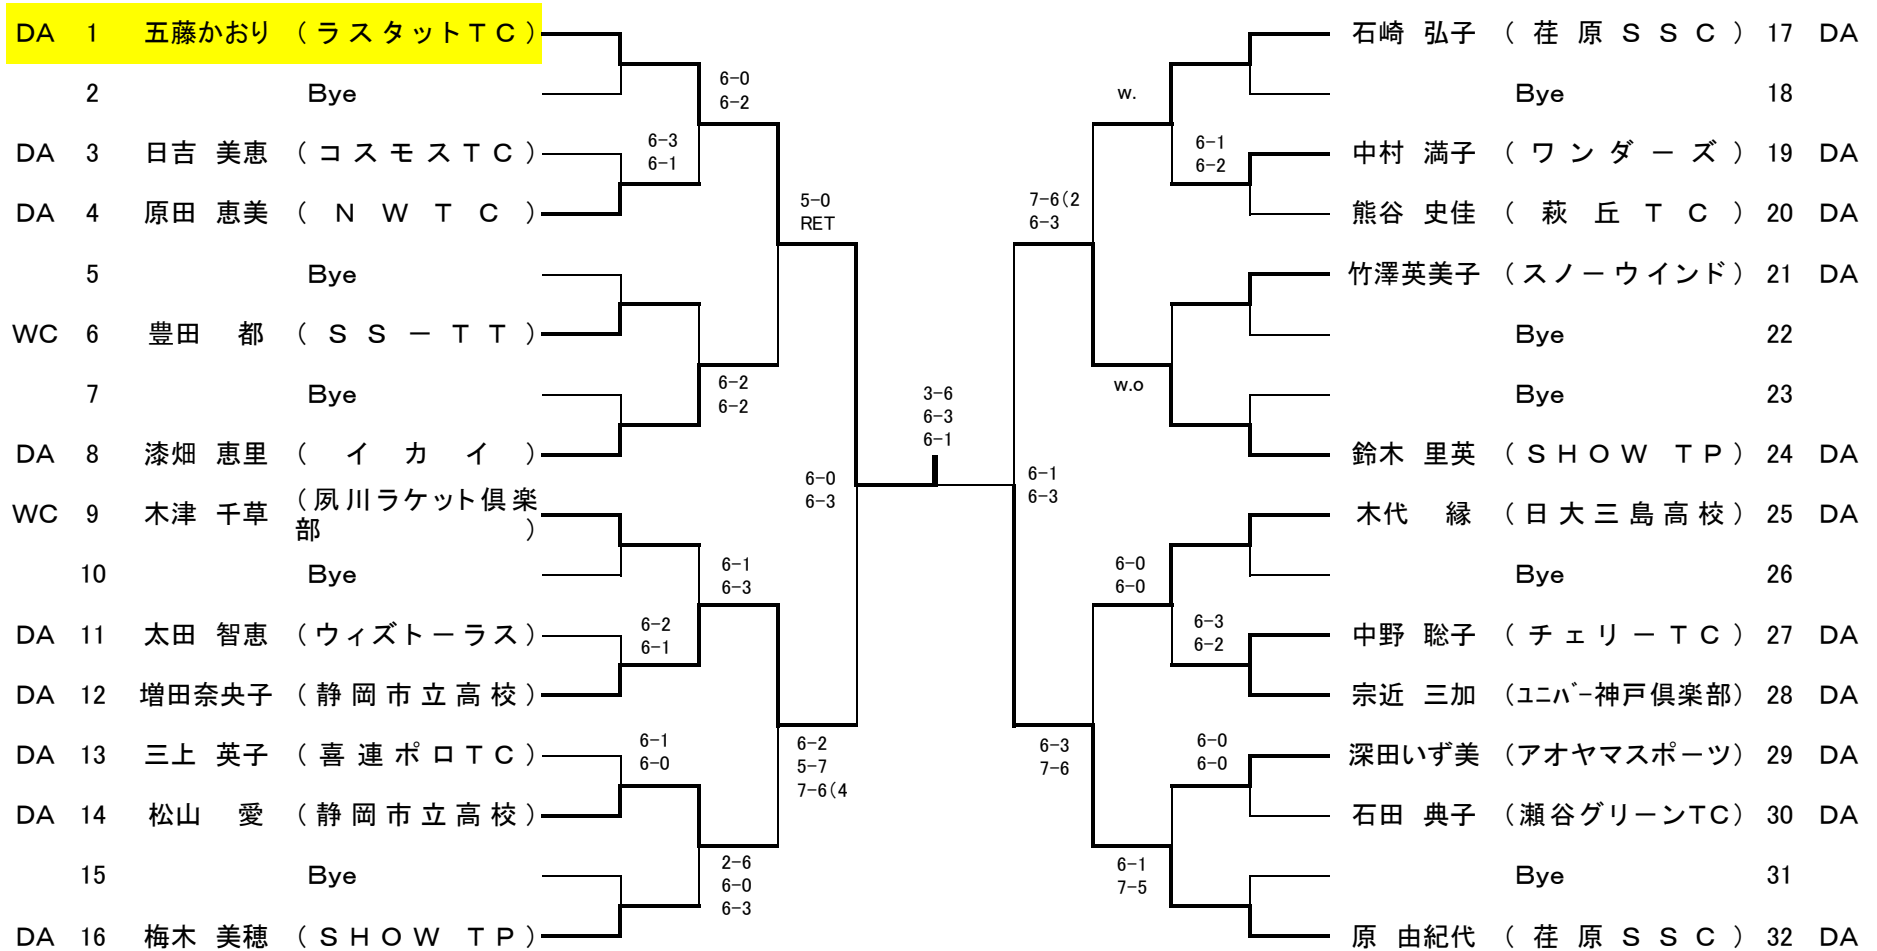 DA 1 五藤かおり (ラスタットTC)
2 Bye
DA 3 日吉 美恵 (コスモスTC)
DA 4 原田 恵美 (NWTC)
5 Bye
WC 6 豊田 都 (SS-TT)
7 Bye
DA 8 漆畑 恵里 (イカイ)
WC 9 木津 千草 (夙川ラケット倶楽
部)
10 Bye
DA 11 太田 智恵 (ウィズトーラス)
DA 12 増田奈央子 (静岡市立高校)
DA 13 三上 英子 (喜連ポロTC)
DA 14 松山 愛 (静岡市立高校)
15 Bye
DA 16 梅木 美穂 (SHOW TP)
6-3
6-1
6-2
6-1
6-1
6-0
6-0
6-2
6-2
6-2
6-1
6-3
2-6
6-0
6-3
5-0
RET
6-2
5-7
7-6(4
6-0
6-3
3-6
6-3
6-1
6-1
6-3
7-6(2
6-3
6-3
7-6
w.
w.o
6-0
6-0
6-1
7-5
6-1
6-2
6-3
6-2
6-0
6-0
石崎 弘子 (荏原SSC) 17 DA
Bye 18
中村 満子 (ワンダーズ) 19 DA
熊谷 史佳 (萩丘TC) 20 DA
竹澤英美子 (スノーウインド) 21 DA
Bye 22
Bye 23
鈴木 里英 (SHOW TP) 24 DA
木代 縁 (日大三島高校) 25 DA
Bye 26
中野 聡子 (チェリーTC) 27 DA
宗近 三加 (ユニバー神戸倶楽部) 28 DA
深田いず美 (アオヤマスポーツ) 29 DA
石田 典子 (瀬谷グリーンTC) 30 DA
Bye 31
原 由紀代 (荏原SSC) 32 DA